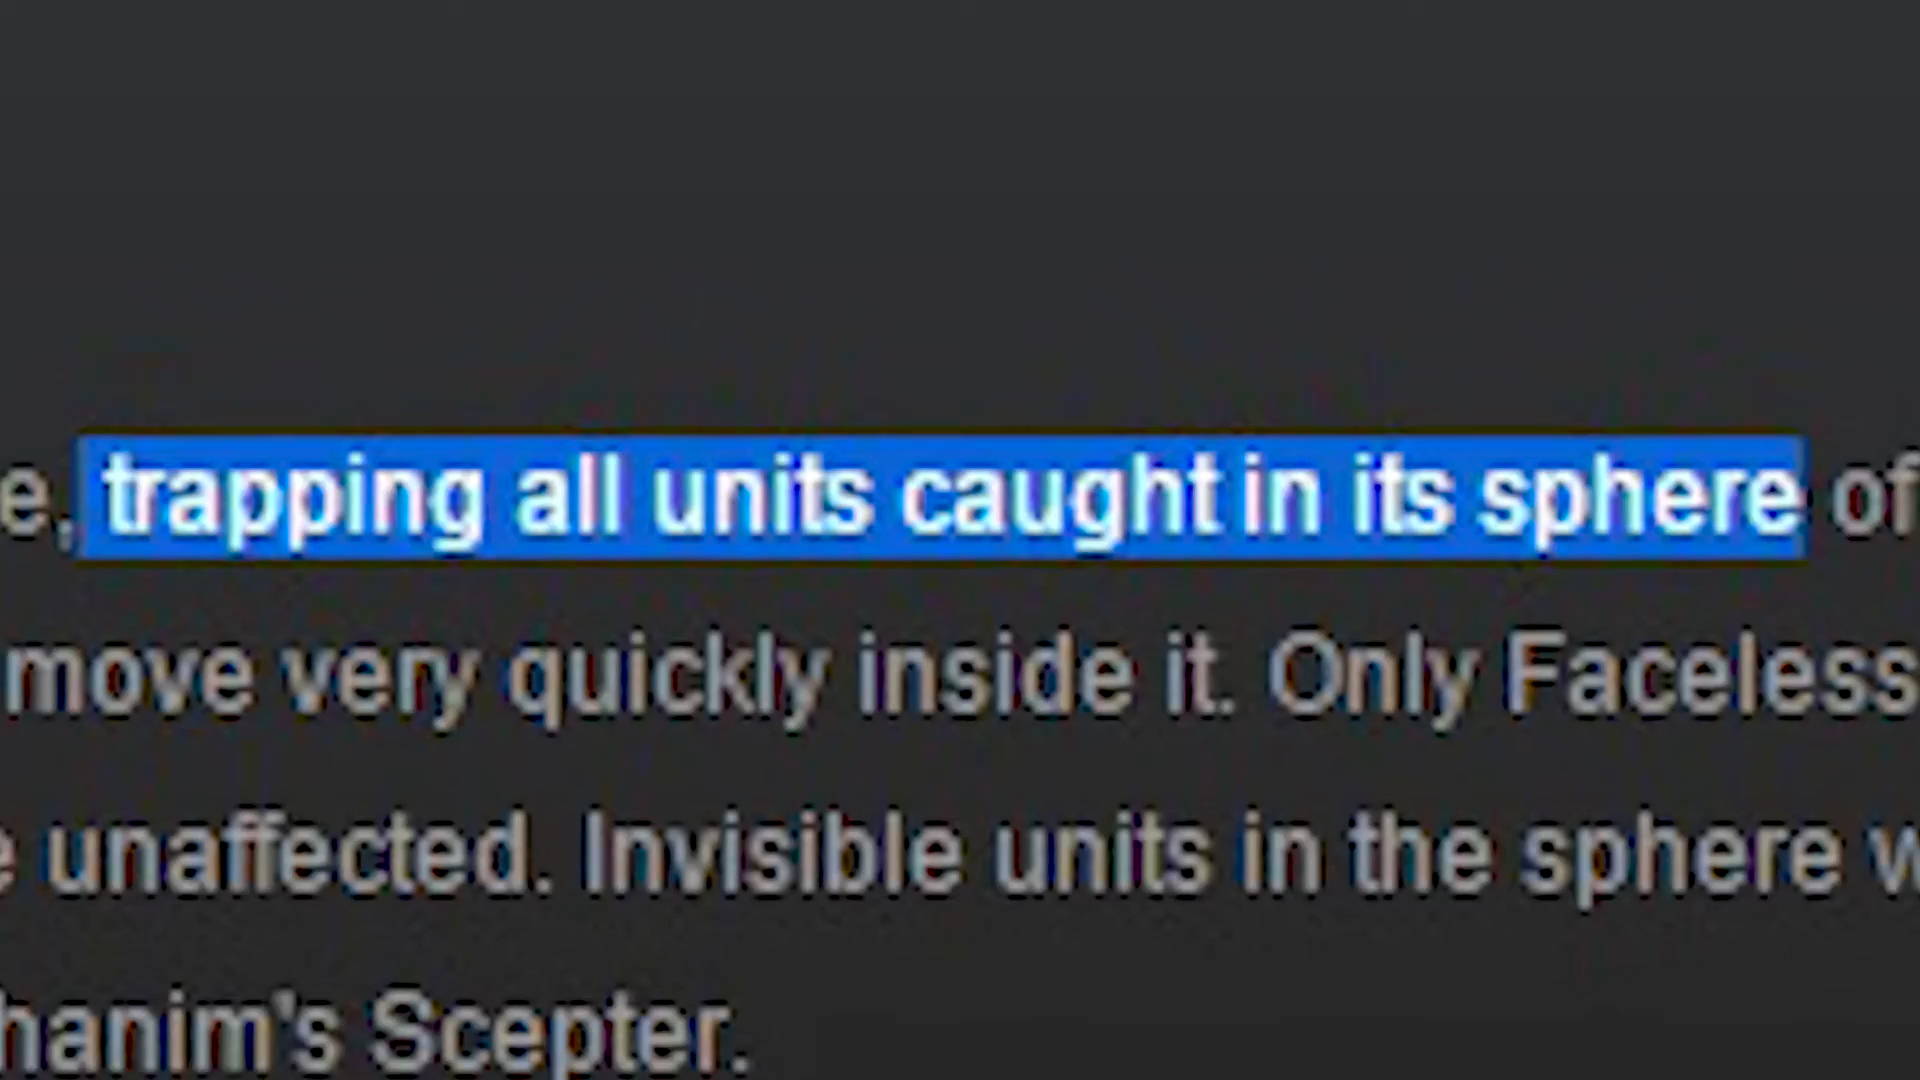 e, trapping all units caught in its sphere of
move very quickly inside it. Only Faceless
e unaffected. Invisible units in the sphere w
hanim's Scepter.